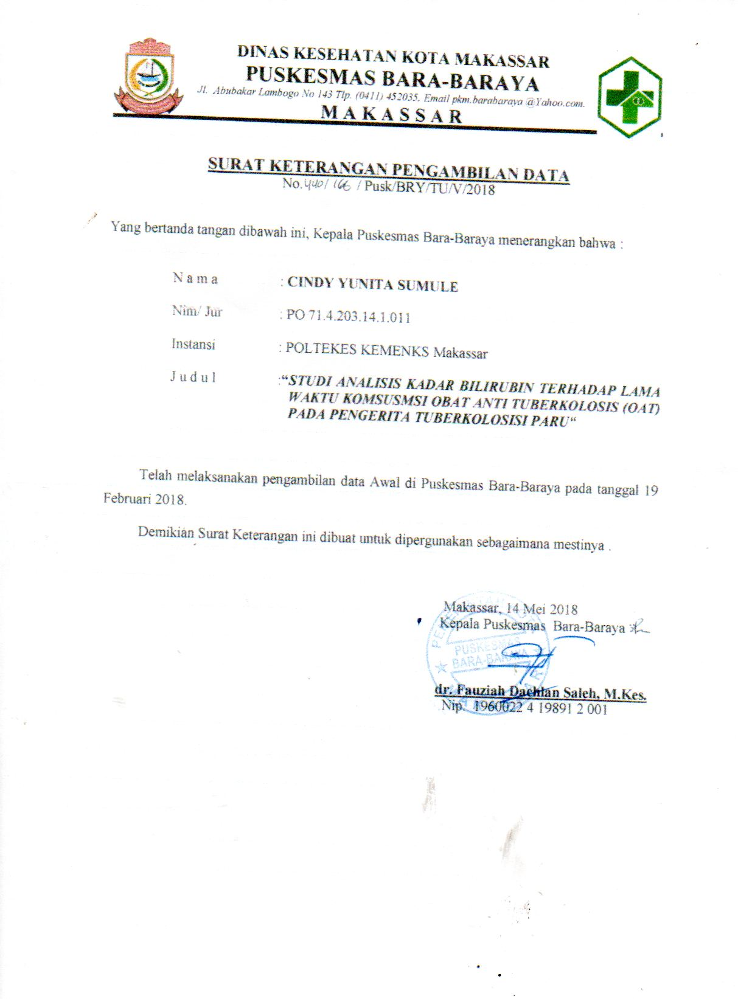 DINAS KESEHATAN KOTA MAKASSAR
PUSKESMAS BARA-BARAYA
Jl. Abubakar Lambogo No 143 Tlp. (0411) 452035. Email pkm.barabaraya @Yahoo.com.
M A K A S S A R
SURAT KETERANGAN PENGAMBILAN DATA
No. 440/ 166 / Pusk/BRY/TU/V/2018
Yang bertanda tangan dibawah ini, Kepala Puskesmas Bara-Baraya menerangkan bahwa :
N a m a : CINDY YUNITA SUMULE
Nim/ Jur : PO 71.4.203.14.1.011
Instansi : POLTEKES KEMENKS Makassar
J u d u l :“STUDI ANALISIS KADAR BILIRUBIN TERHADAP LAMA
WAKTU KOMSUSMSI OBAT ANTI TUBERKOLOSIS (OAT)
PADA PENGERITA TUBERKOLOSISI PARU“
Telah melaksanakan pengambilan data Awal di Puskesmas Bara-Baraya pada tanggal 19
Februari 2018.
Demikian Surat Keterangan ini dibuat untuk dipergunakan sebagaimana mestinya .
Makassar, 14 Mei 2018
Kepala Puskesmas Bara-Baraya
PUSKESMAS
BARA-BARAYA
dr. Fauziah Dachlan Saleh, M.Kes.
Nip. 1960022 4 19891 2 001